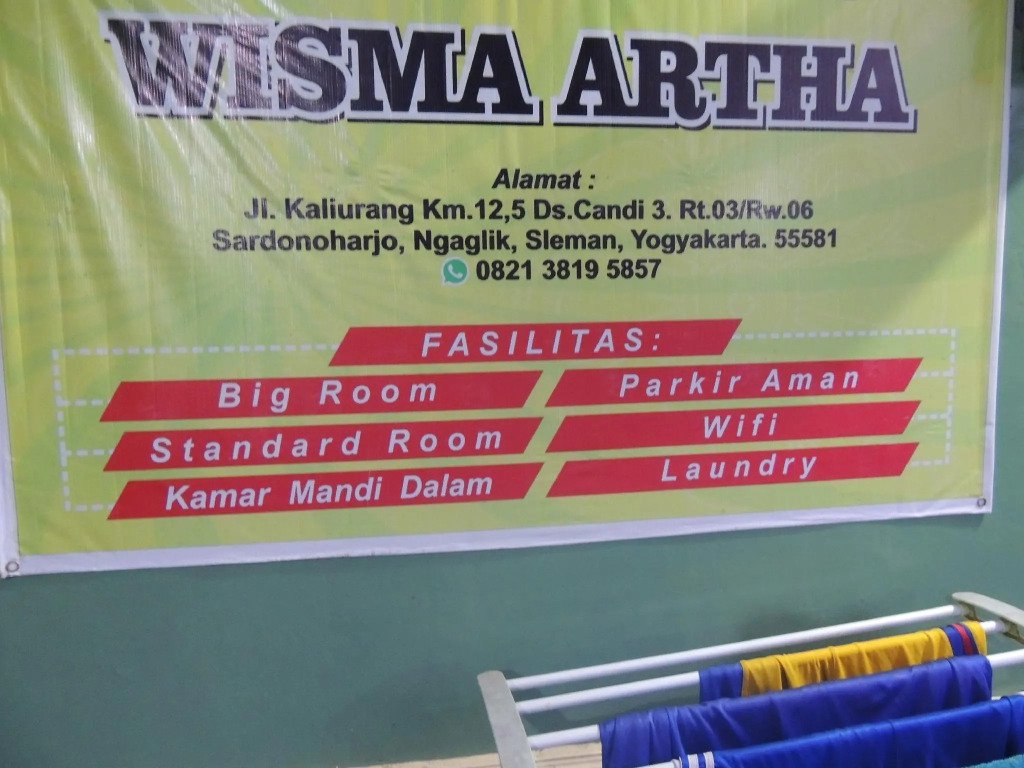 WISMA ARTHA
Alamat :
Jl. Kaliurang Km.12,5 Ds.Candi 3. Rt.03/Rw.06
Sardonoharjo, Ngaglik, Sleman, Yogyakarta. 55581
0821 3819 5857
FASILITAS:
Big Room
Parkir Aman
Standard Room
Wifi
Kamar Mandi Dalam
Laundry